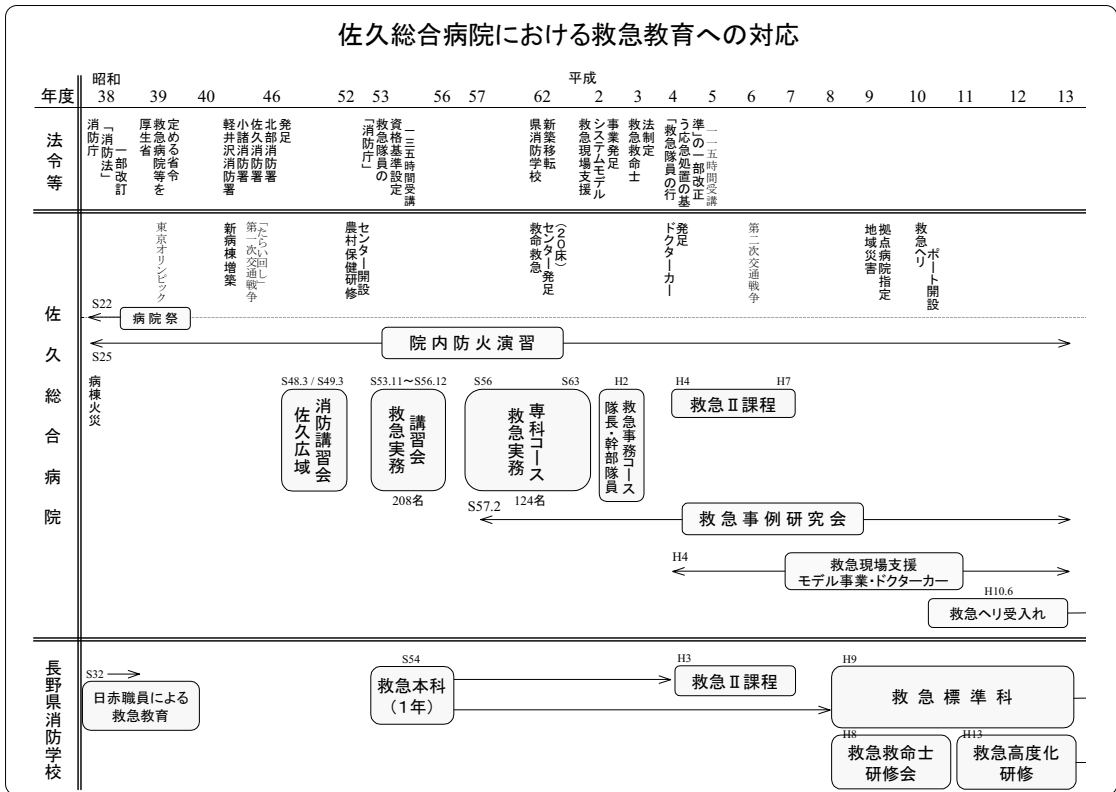 佐久総合病院における救急教育への対応
昭和
平成
年度
38
39
40
46
52
53
56
57
62
2
3
4
5
6
7
8
9
10
11
12
13
法令等
消防庁
「消防法」
一部改訂
厚生省
救急病院等を
定める省令
軽井沢消防署
小諸消防署
佐久消防署
北部消防署
発足
「消防庁」
救急隊員の
資格基準設定
一三五時間受講
県消防学校
新築移転
救急現場支援
システムモデル
事業発足
救急救命士
法制定
「救急隊員の行
う応急処置の基
準」の一部改正
一一五時間受講
佐久総合病院
東京オリンピック
新病棟増築
第一次交通戦争
「たらい回し」
農村保健研修
センター開設
救命救急
センター発足
(20床)
ドクターカー
発足
第二次交通戦争
地域災害
拠点病院指定
救急ヘリ
ポート開設
S22
病院祭
院内防火演習
S25
病棟火災
S48.3 / S49.3
佐久広域
消防講習会
S53.11〜S56.12
救急実務
講習会
208名
S56
S63
救急実務
専科コース
124名
H2
隊長・幹部隊員
救急事務コース
H4
H7
救急Ⅱ課程
S57.2
救急事例研究会
H4
救急現場支援
モデル事業・ドクターカー
H10.6
救急ヘリ受入れ
長野県消防学校
S32
日赤職員による
救急教育
S54
救急本科
(1年)
H3
救急Ⅱ課程
H9
救急標準科
H8
救急救命士
研修会
H13
救急高度化
研修